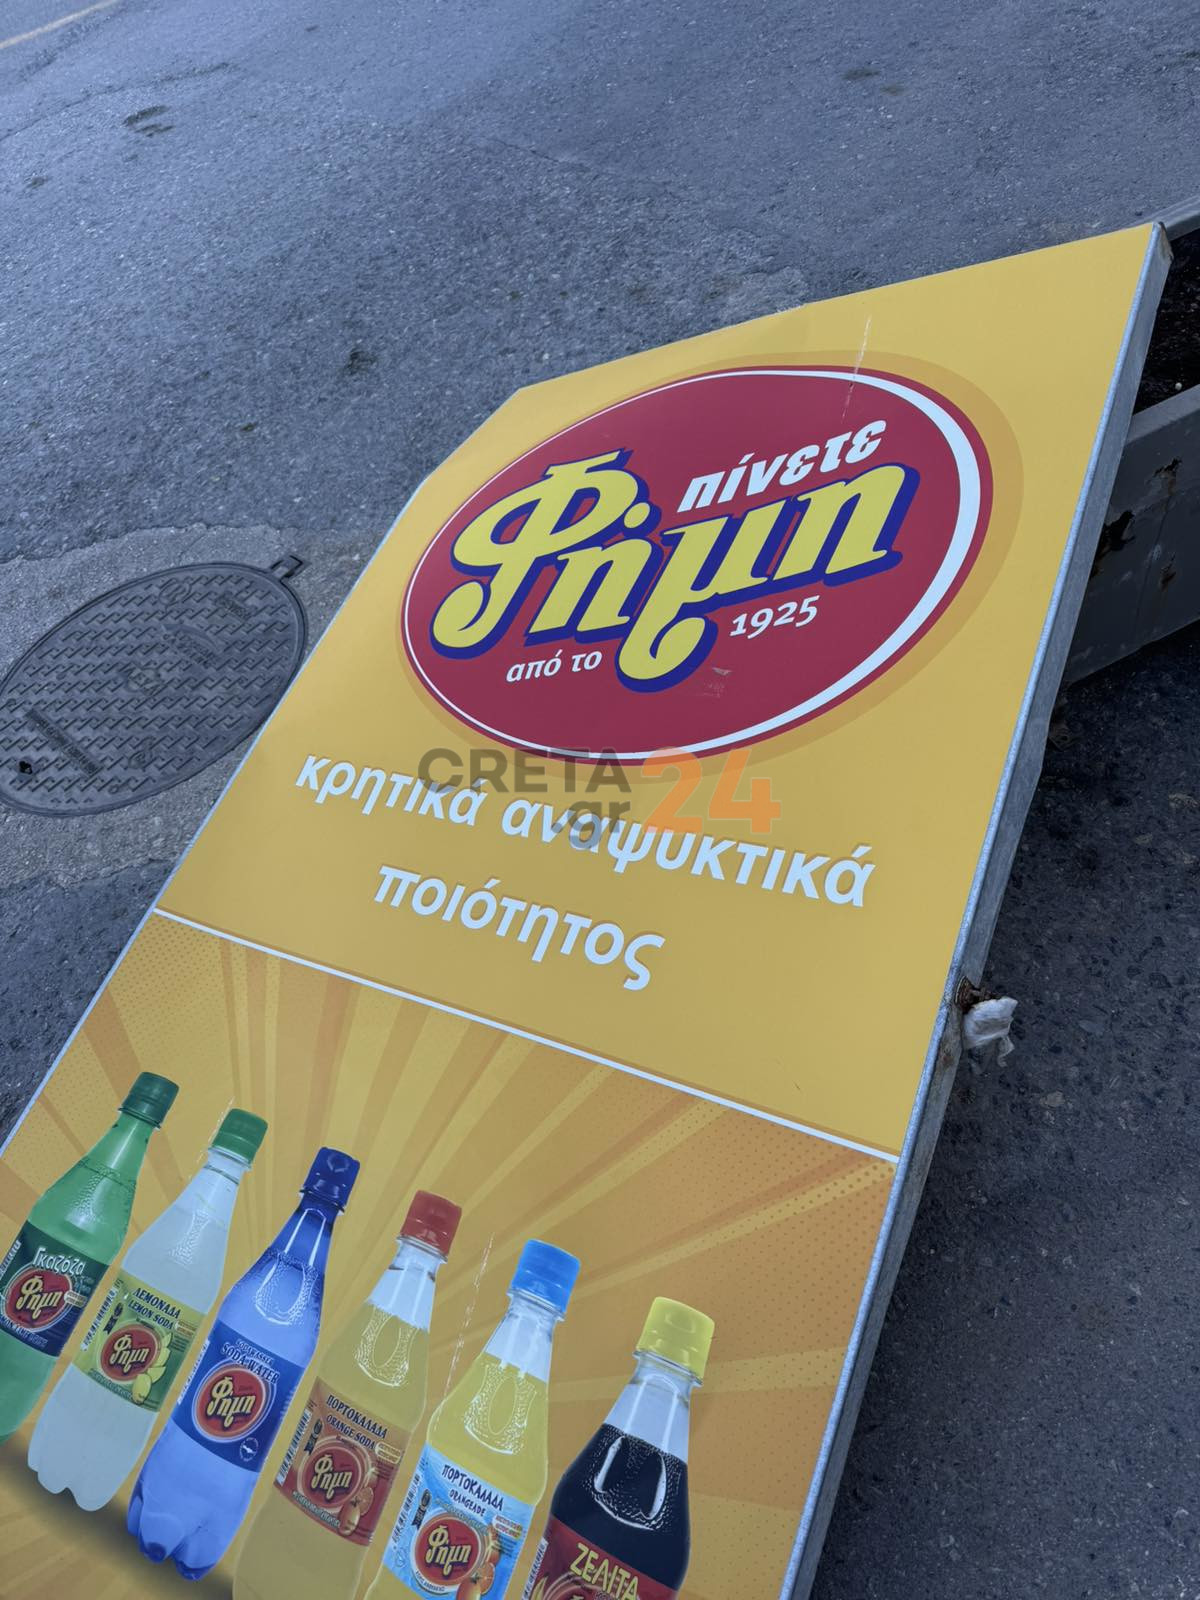 πίνετε
Φήμη
από το 1925
CRETA24
.gr
κρητικά αναψυκτικά
ποιότητος
Γκαζόζα
Φήμη
ΛΕΜΟΝΑΔΑ
LEMON SODA
Φήμη
SODA WATER
Φήμη
ΠΟΡΤΟΚΑΛΑΔΑ
ORANGE SODA
Φήμη
ΠΟΡΤΟΚΑΛΑΔΑ
ORANGEADE
Φήμη
ΖΕΛΙΤΑ